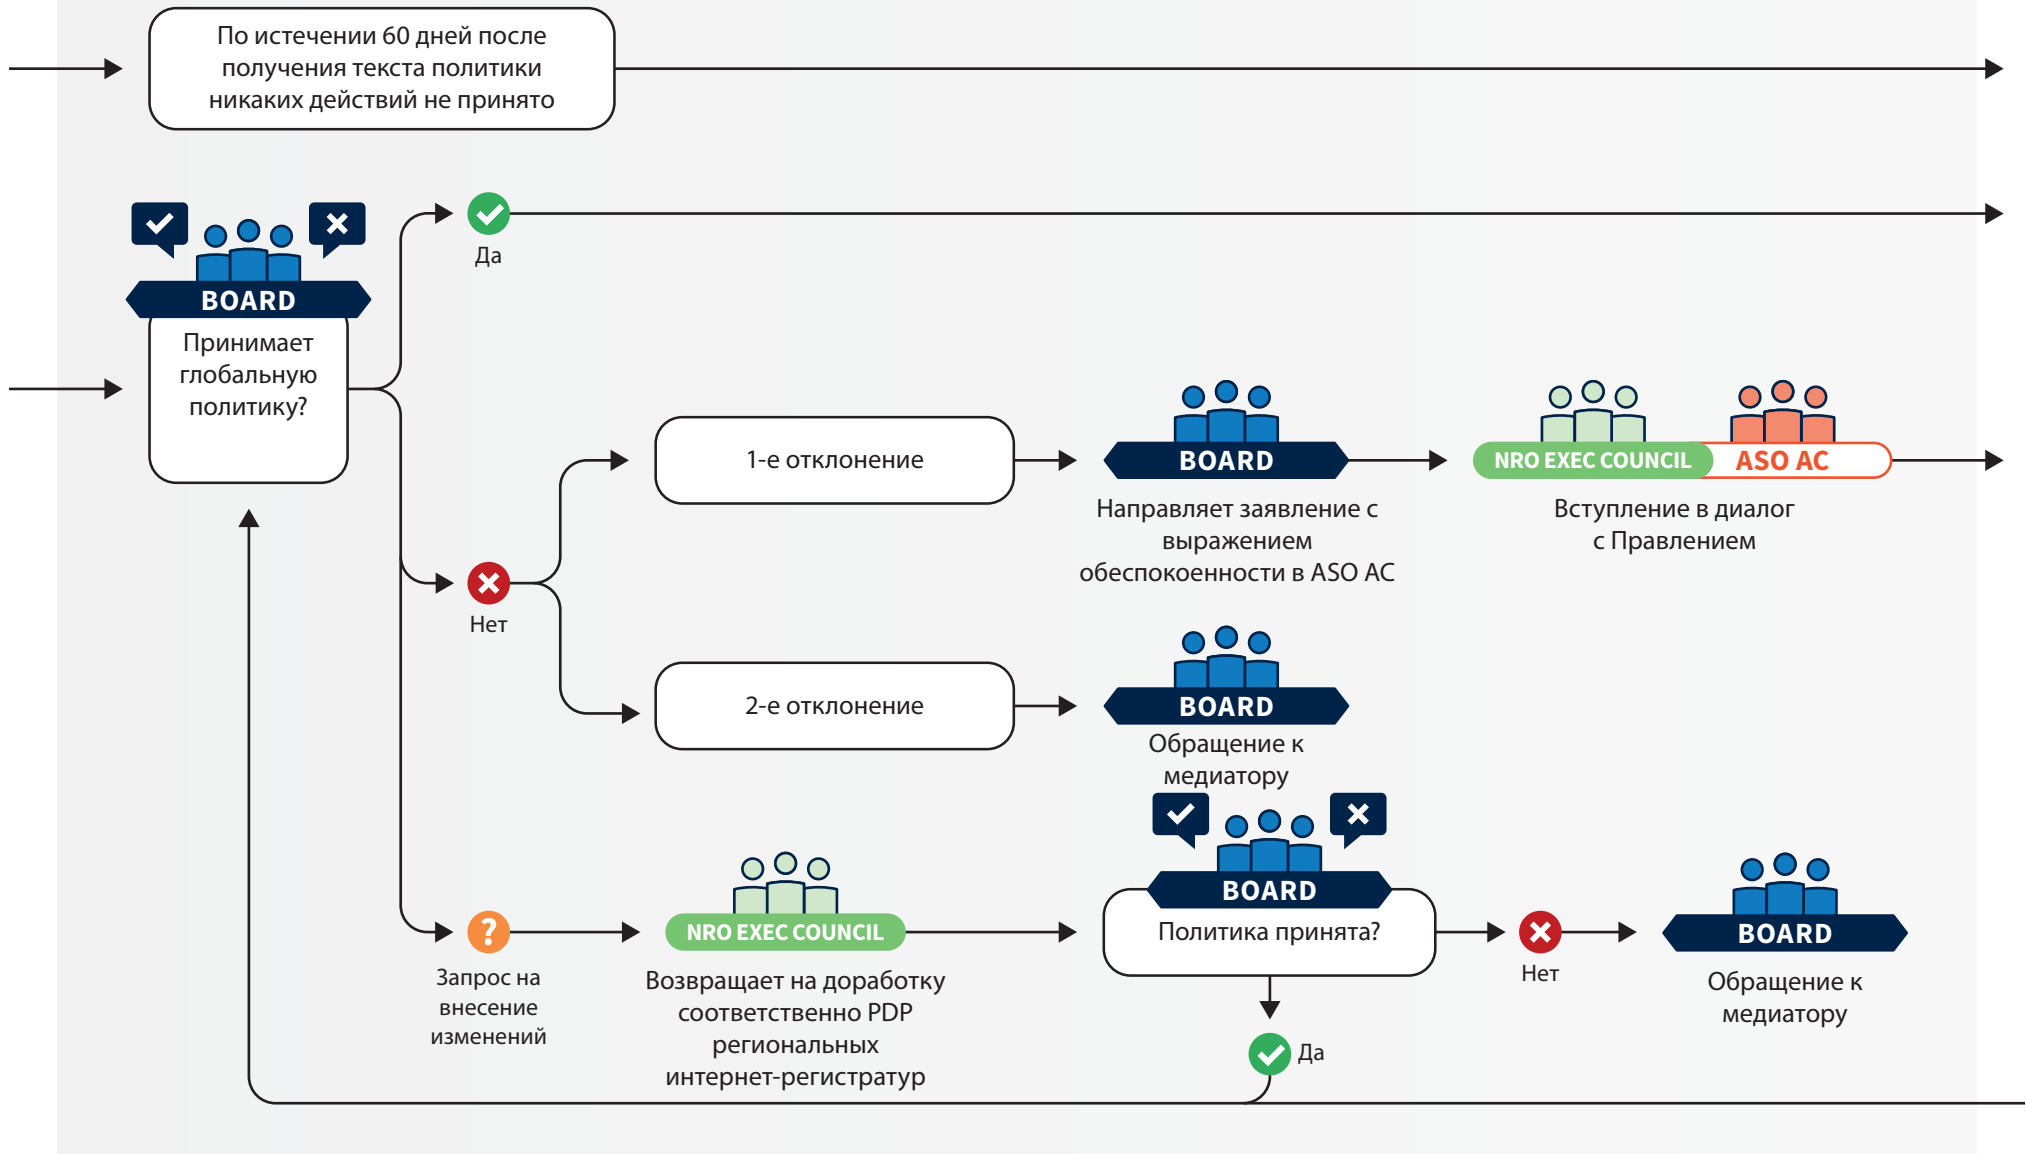 По истечении 60 дней после
получения текста политики
никаких действий не принято
Да
BOARD
Принимает
глобальную
политику?
1-е отклонение
BOARD
Направляет заявление с
выражением
обеспокоенности в ASO AC
NRO EXEC COUNCIL
ASO AC
Вступление в диалог
с Правлением
Нет
2-е отклонение
BOARD
Обращение к
медиатору
?
Запрос на
внесение
изменений
NRO EXEC COUNCIL
Возвращает на доработку
соответственно PDP
региональных
интернет-регистратур
BOARD
Политика принята?
Нет
BOARD
Обращение к
медиатору
Да